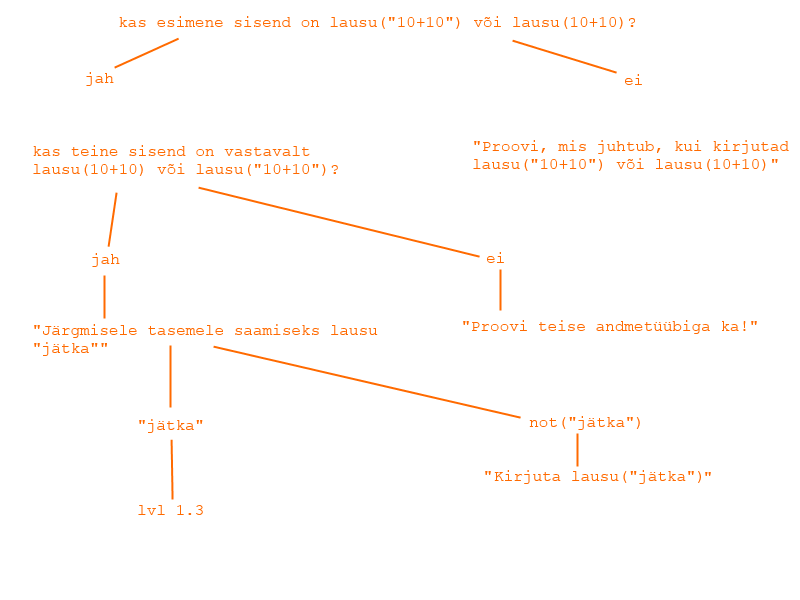 kas esimene sisend on lausu("10+10") või lausu(10+10)?
jah
ei
kas teine sisend on vastavalt
lausu(10+10) või lausu("10+10")?
"Proovi, mis juhtub, kui kirjutad
lausu("10+10") või lausu(10+10)"
jah
ei
"Järgmisele tasemele saamiseks lausu
"jätka""
"Proovi teise andmetüübiga ka!"
"jätka"
not("jätka")
"Kirjuta lausu("jätka")"
lvl 1.3